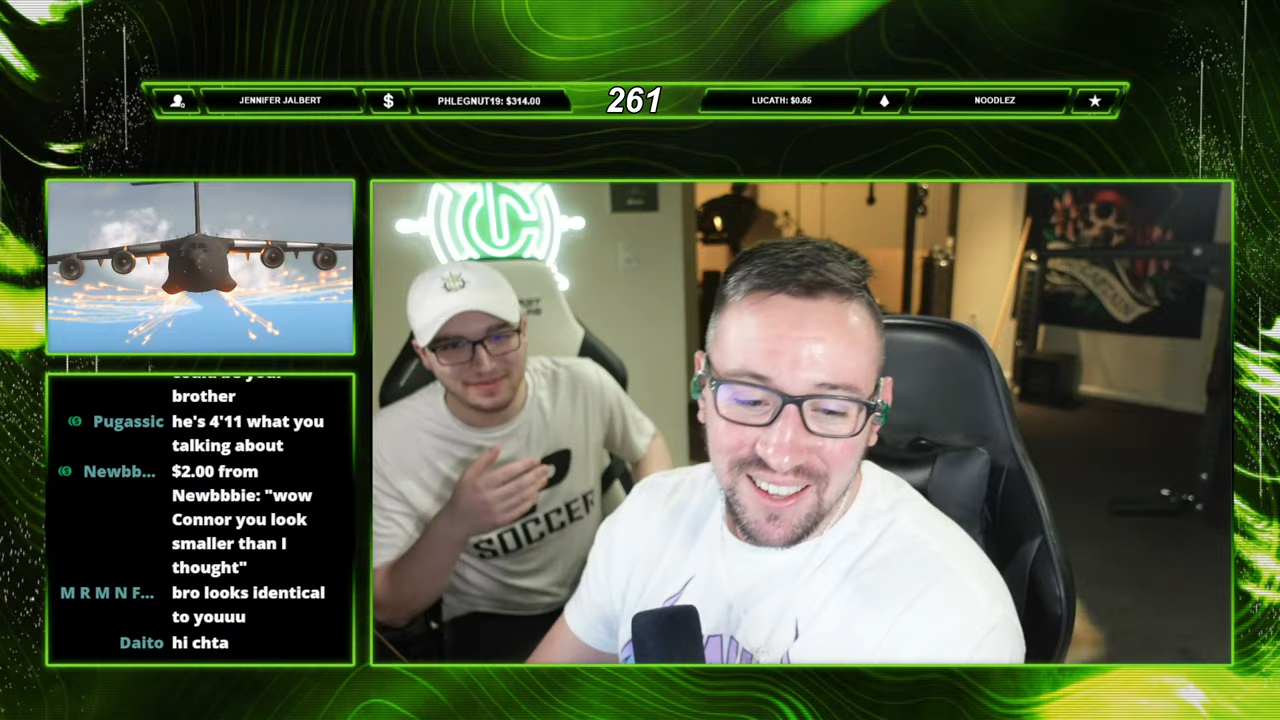 JENNIFER JALBERT
$
PHLEGNUT19: $314.00
261
LUCATH: $0.65
NOODLEZ
brother
Pugassic he's 4'11 what you
talking about
Newbb... $2.00 from
Newbbbie: "wow
Connor you look
smaller than I
thought"
M R M N F... bro looks identical
to youuu
Daito hi chta
SOCCER
CAPTAIN